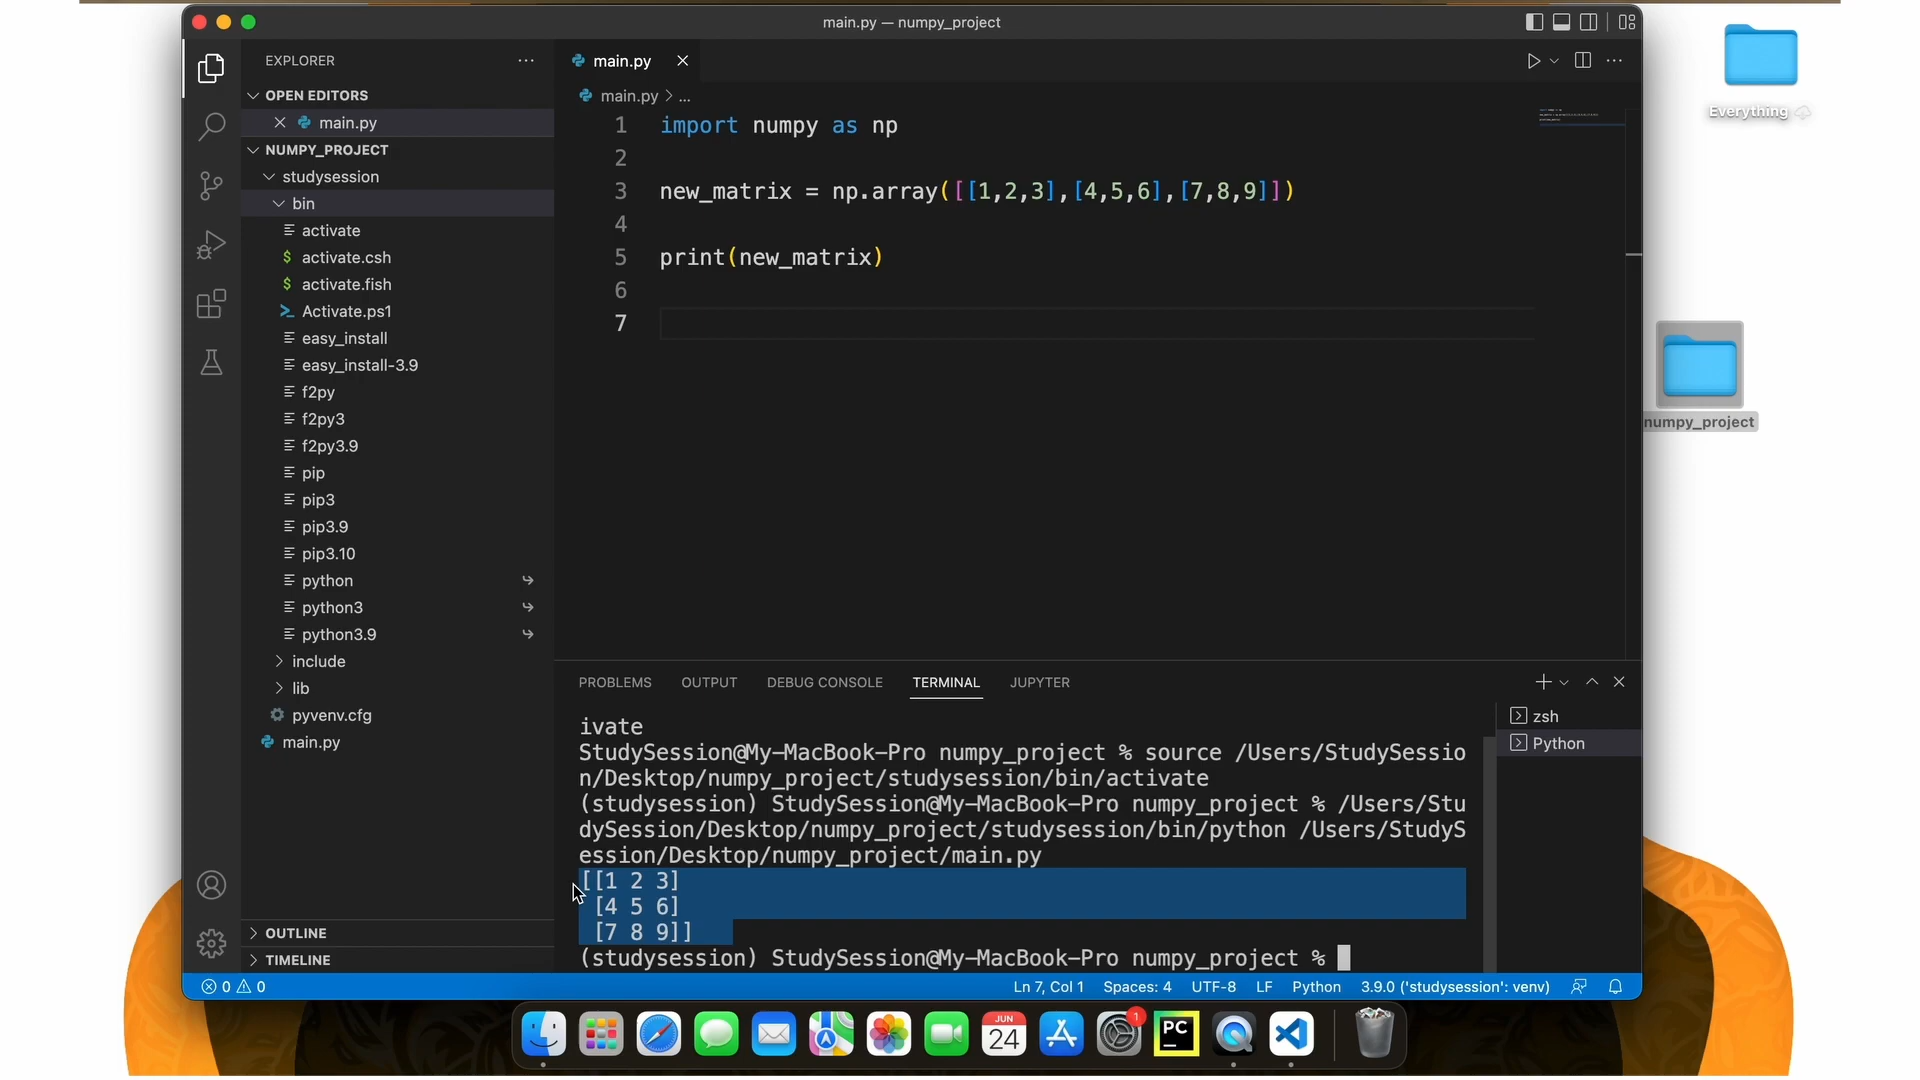 main.py — numpy_project
EXPLORER
OPEN EDITORS
main.py
NUMPY_PROJECT
studysession
bin
activate
$ activate.csh
$ activate.fish
Activate.ps1
easy_install
easy_install-3.9
f2py
f2py3
f2py3.9
pip
pip3
pip3.9
pip3.10
python
python3
python3.9
include
lib
pyvenv.cfg
main.py
OUTLINE
TIMELINE
main.py
main.py > ...
1 import numpy as np
2
3 new_matrix = np.array([[1,2,3],[4,5,6],[7,8,9]])
4
5 print(new_matrix)
6
7
PROBLEMS OUTPUT DEBUG CONSOLE TERMINAL JUPYTER
ivate
StudySession@My-MacBook-Pro numpy_project % source /Users/StudySessio
n/Desktop/numpy_project/studysession/bin/activate
(studysession) StudySession@My-MacBook-Pro numpy_project % /Users/Stu
dySession/Desktop/numpy_project/studysession/bin/python /Users/StudyS
ession/Desktop/numpy_project/main.py
[[1 2 3]
[4 5 6]
[7 8 9]]
(studysession) StudySession@My-MacBook-Pro numpy_project %
zsh
Python
0 0
Ln 7, Col 1 Spaces: 4 UTF-8 LF Python 3.9.0 ('studysession': venv)
Everything
numpy_project
JUN
24
1
PC